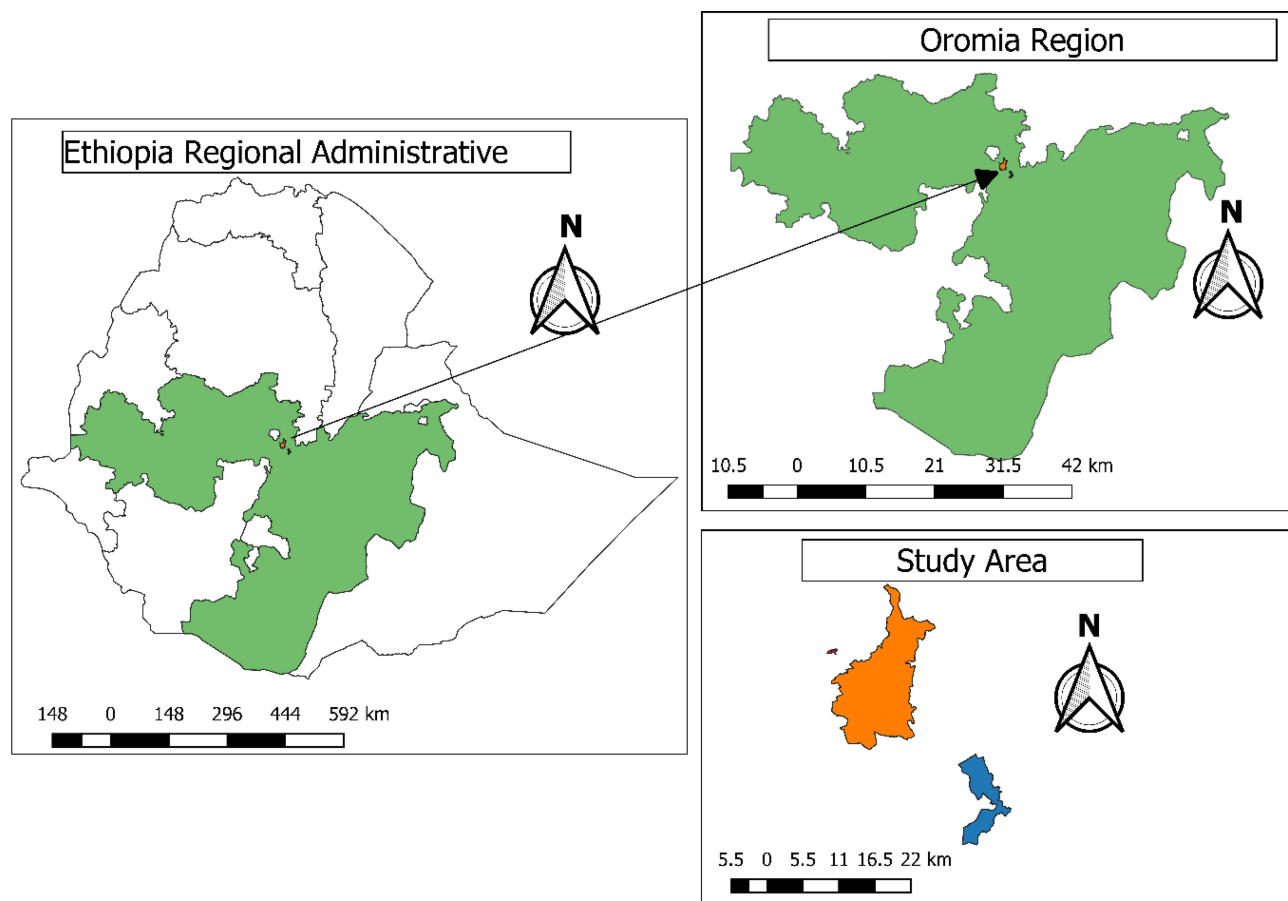 Ethiopia Regional Administrative
N
148 0 148 296 444 592 km
Oromia Region
N
10.5 0 10.5 21 31.5 42 km
Study Area
N
5.5 0 5.5 11 16.5 22 km